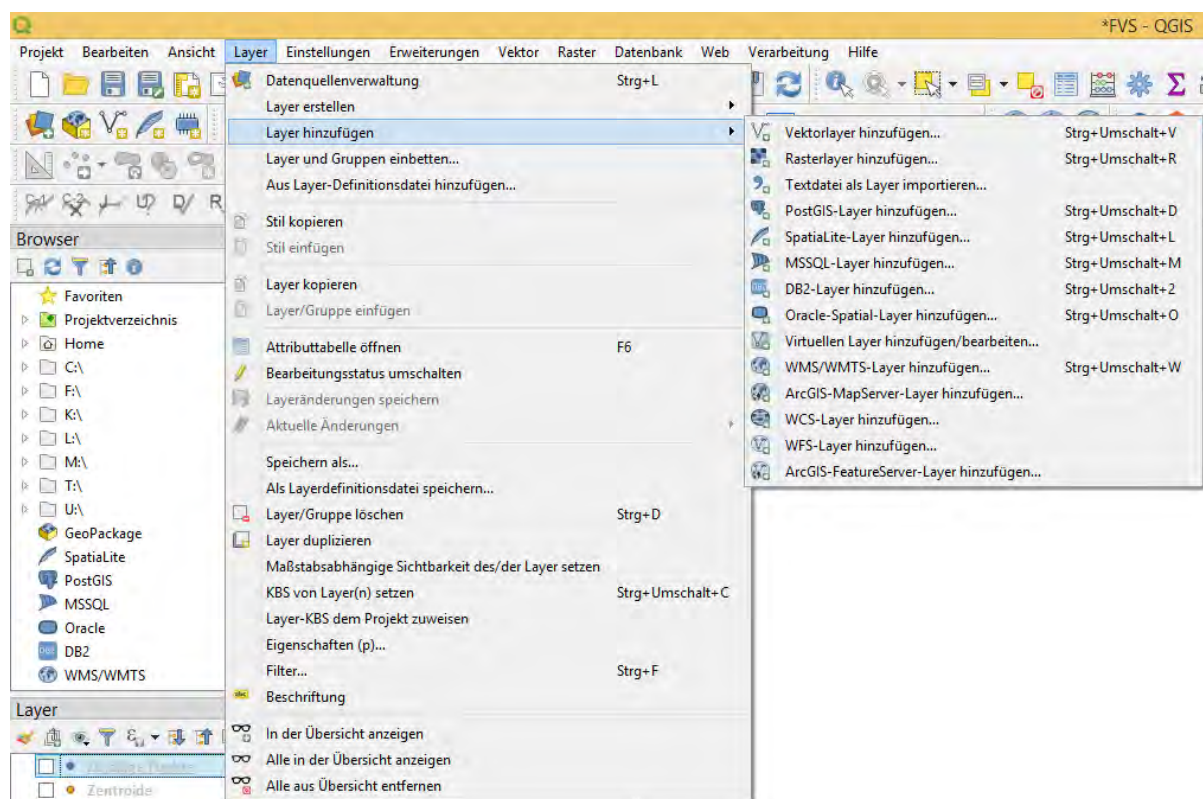 *FVS - QGIS
Projekt Bearbeiten Ansicht Layer Einstellungen Erweiterungen Vektor Raster Datenbank Web Verarbeitung Hilfe
Datenquellenverwaltung Strg+L
Layer erstellen
Layer hinzufügen
Layer und Gruppen einbetten...
Aus Layer-Definitionsdatei hinzufügen...
Stil kopieren
Stil einfügen
Layer kopieren
Layer/Gruppe einfügen
Attributtabelle öffnen F6
Bearbeitungsstatus umschalten
Layeränderungen speichern
Aktuelle Änderungen
Speichern als...
Als Layerdefinitionsdatei speichern...
Layer/Gruppe löschen Strg+D
Layer duplizieren
Maßstabsabhängige Sichtbarkeit des/der Layer setzen
KBS von Layer(n) setzen Strg+Umschalt+C
Layer-KBS dem Projekt zuweisen
Eigenschaften (p)...
Filter... Strg+F
Beschriftung
In der Übersicht anzeigen
Alle in der Übersicht anzeigen
Alle aus Übersicht entfernen
Vektorlayer hinzufügen... Strg+Umschalt+V
Rasterlayer hinzufügen... Strg+Umschalt+R
Textdatei als Layer importieren...
PostGIS-Layer hinzufügen... Strg+Umschalt+D
SpatiaLite-Layer hinzufügen... Strg+Umschalt+L
MSSQL-Layer hinzufügen... Strg+Umschalt+M
DB2-Layer hinzufügen... Strg+Umschalt+2
Oracle-Spatial-Layer hinzufügen... Strg+Umschalt+O
Virtuellen Layer hinzufügen/bearbeiten...
WMS/WMTS-Layer hinzufügen... Strg+Umschalt+W
ArcGIS-MapServer-Layer hinzufügen...
WCS-Layer hinzufügen...
WFS-Layer hinzufügen...
ArcGIS-FeatureServer-Layer hinzufügen...
Browser
Favoriten
Projektverzeichnis
Home
C:\
F:\
K:\
L:\
M:\
T:\
U:\
GeoPackage
SpatiaLite
PostGIS
MSSQL
Oracle
DB2
WMS/WMTS
Layer
Zentroide